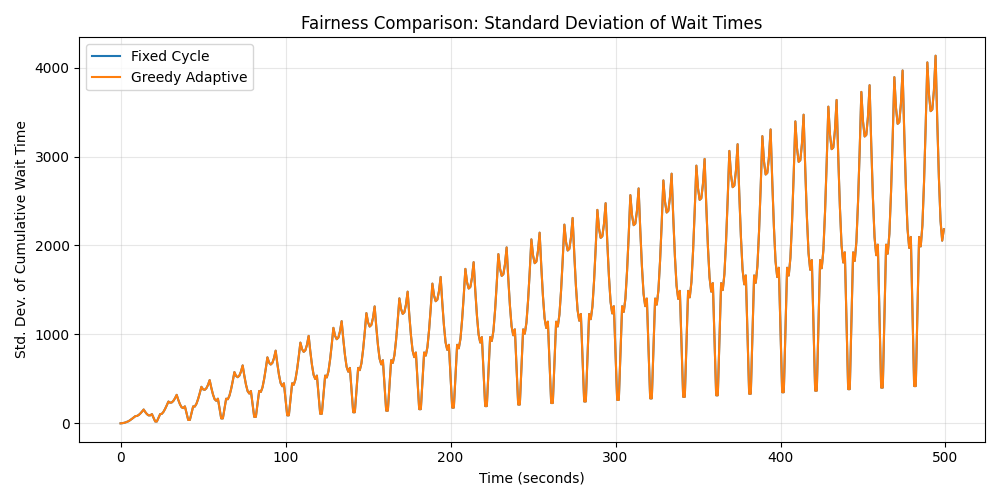 Fairness Comparison: Standard Deviation of Wait Times
Fixed Cycle
Greedy Adaptive
Std. Dev. of Cumulative Wait Time
4000
3000
2000
1000
0
0 100 200 300 400 500
Time (seconds)